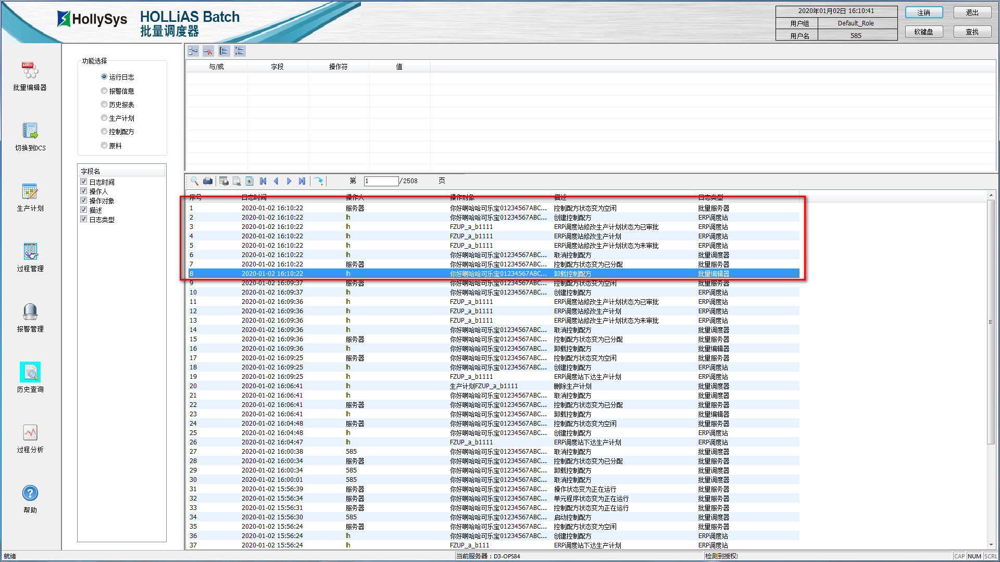 HollySys
HOLLiAS Batch
批量调度器
2020年01月02日 16:10:41
用户组 Default_Role
用户名 585
注销 退出
软键盘 查找
批量编辑器
切换到DCS
生产计划
过程管理
报警管理
历史查询
过程分析
帮助
功能选择
运行日志
报警信息
历史报表
生产计划
控制配方
原料
字段名
日志时间
操作人
操作对象
描述
日志类型
与/或 字段 操作符 值
第 1 /2508 页
序号 日志时间 操作人 操作对象 描述 日志类型
1 2020-01-02 16:10:22 服务器 你好啊哈哈可乐宝01234567ABC... 控制配方状态变为空闲 批量服务器
2 2020-01-02 16:10:22 lh 你好啊哈哈可乐宝01234567ABC... 创建控制配方 ERP调度站
3 2020-01-02 16:10:22 lh FZUP_a_b1111 ERP调度站修改生产计划状态为已审批 ERP调度站
4 2020-01-02 16:10:22 lh FZUP_a_b1111 ERP调度站修改生产计划 ERP调度站
5 2020-01-02 16:10:22 lh FZUP_a_b1111 ERP调度站修改生产计划状态为未审批 ERP调度站
6 2020-01-02 16:10:22 lh 你好啊哈哈可乐宝01234567ABC... 取消控制配方 批量调度器
7 2020-01-02 16:10:22 服务器 你好啊哈哈可乐宝01234567ABC... 控制配方状态变为已分配 批量服务器
8 2020-01-02 16:10:22 lh 你好啊哈哈可乐宝01234567ABC... 卸载控制配方 批量编辑器
9 2020-01-02 16:09:37 服务器 你好啊哈哈可乐宝01234567ABC... 控制配方状态变为空闲 批量服务器
10 2020-01-02 16:09:37 lh 你好啊哈哈可乐宝01234567ABC... 创建控制配方 ERP调度站
11 2020-01-02 16:09:36 lh FZUP_a_b1111 ERP调度站修改生产计划状态为已审批 ERP调度站
12 2020-01-02 16:09:36 lh FZUP_a_b1111 ERP调度站修改生产计划 ERP调度站
13 2020-01-02 16:09:36 lh FZUP_a_b1111 ERP调度站修改生产计划状态为未审批 ERP调度站
14 2020-01-02 16:09:36 lh 你好啊哈哈可乐宝01234567ABC... 取消控制配方 批量调度器
15 2020-01-02 16:09:36 服务器 你好啊哈哈可乐宝01234567ABC... 控制配方状态变为已分配 批量服务器
16 2020-01-02 16:09:36 lh 你好啊哈哈可乐宝01234567ABC... 卸载控制配方 批量编辑器
17 2020-01-02 16:09:25 服务器 你好啊哈哈可乐宝01234567ABC... 控制配方状态变为空闲 批量服务器
18 2020-01-02 16:09:25 lh 你好啊哈哈可乐宝01234567ABC... 创建控制配方 ERP调度站
19 2020-01-02 16:09:25 lh FZUP_a_b1111 ERP调度站下达生产计划 ERP调度站
20 2020-01-02 16:06:41 lh 生产计划FZUP_a_b1111 删除生产计划 批量调度器
21 2020-01-02 16:06:41 lh 你好啊哈哈可乐宝01234567ABC... 取消控制配方 批量调度器
22 2020-01-02 16:06:41 服务器 你好啊哈哈可乐宝01234567ABC... 控制配方状态变为已分配 批量服务器
23 2020-01-02 16:06:41 lh 你好啊哈哈可乐宝01234567ABC... 卸载控制配方 批量编辑器
24 2020-01-02 16:04:48 服务器 你好啊哈哈可乐宝01234567ABC... 控制配方状态变为空闲 批量服务器
25 2020-01-02 16:04:48 lh 你好啊哈哈可乐宝01234567ABC... 创建控制配方 ERP调度站
26 2020-01-02 16:04:47 lh FZUP_a_b1111 ERP调度站下达生产计划 ERP调度站
27 2020-01-02 16:00:38 585 你好啊哈哈可乐宝01234567ABC... 取消控制配方 批量调度器
28 2020-01-02 16:00:34 服务器 你好啊哈哈可乐宝01234567ABC... 控制配方状态变为已分配 批量服务器
29 2020-01-02 16:00:34 585 你好啊哈哈可乐宝01234567ABC... 卸载控制配方 批量调度器
30 2020-01-02 16:00:01 585 你好啊哈哈可乐宝01234567ABC... 取消控制配方 批量调度器
31 2020-01-02 15:56:39 服务器 你好啊哈哈可乐宝01234567ABC... 操作状态变为正在运行 批量服务器
32 2020-01-02 15:56:34 服务器 你好啊哈哈可乐宝01234567ABC... 单元程序状态变为正在运行 批量服务器
33 2020-01-02 15:56:31 服务器 你好啊哈哈可乐宝01234567ABC... 控制配方状态变为正在运行 批量服务器
34 2020-01-02 15:56:30 585 你好啊哈哈可乐宝01234567ABC... 启动控制配方 批量调度器
35 2020-01-02 15:56:24 服务器 你好啊哈哈可乐宝01234567ABC... 控制配方状态变为空闲 批量服务器
36 2020-01-02 15:56:24 lh 你好啊哈哈可乐宝01234567ABC... 创建控制配方 ERP调度站
37 2020-01-02 15:56:24 lh FZUP_a_b111 ERP调度站下达生产计划 ERP调度站
就绪 当前服务器：D3-OPS84 检测到授权! CAP NUM SCRL